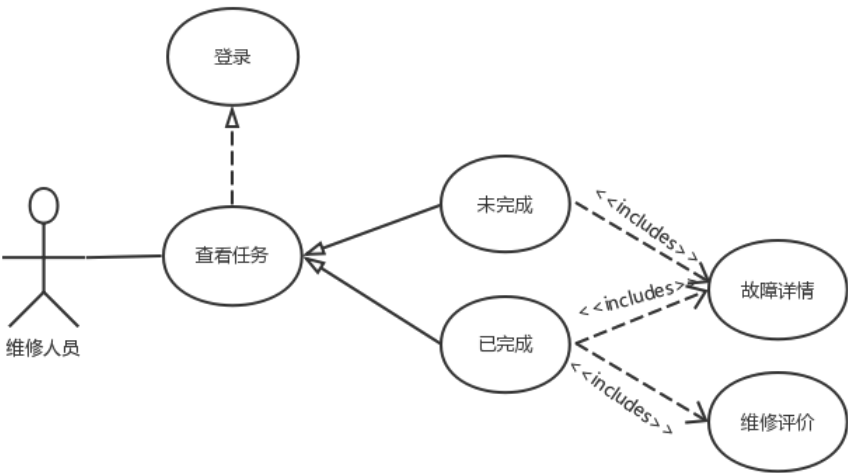 登录
未完成
<<includes>>
查看任务
故障详情
<<includes>>
维修人员
已完成
<<includes>>
维修评价